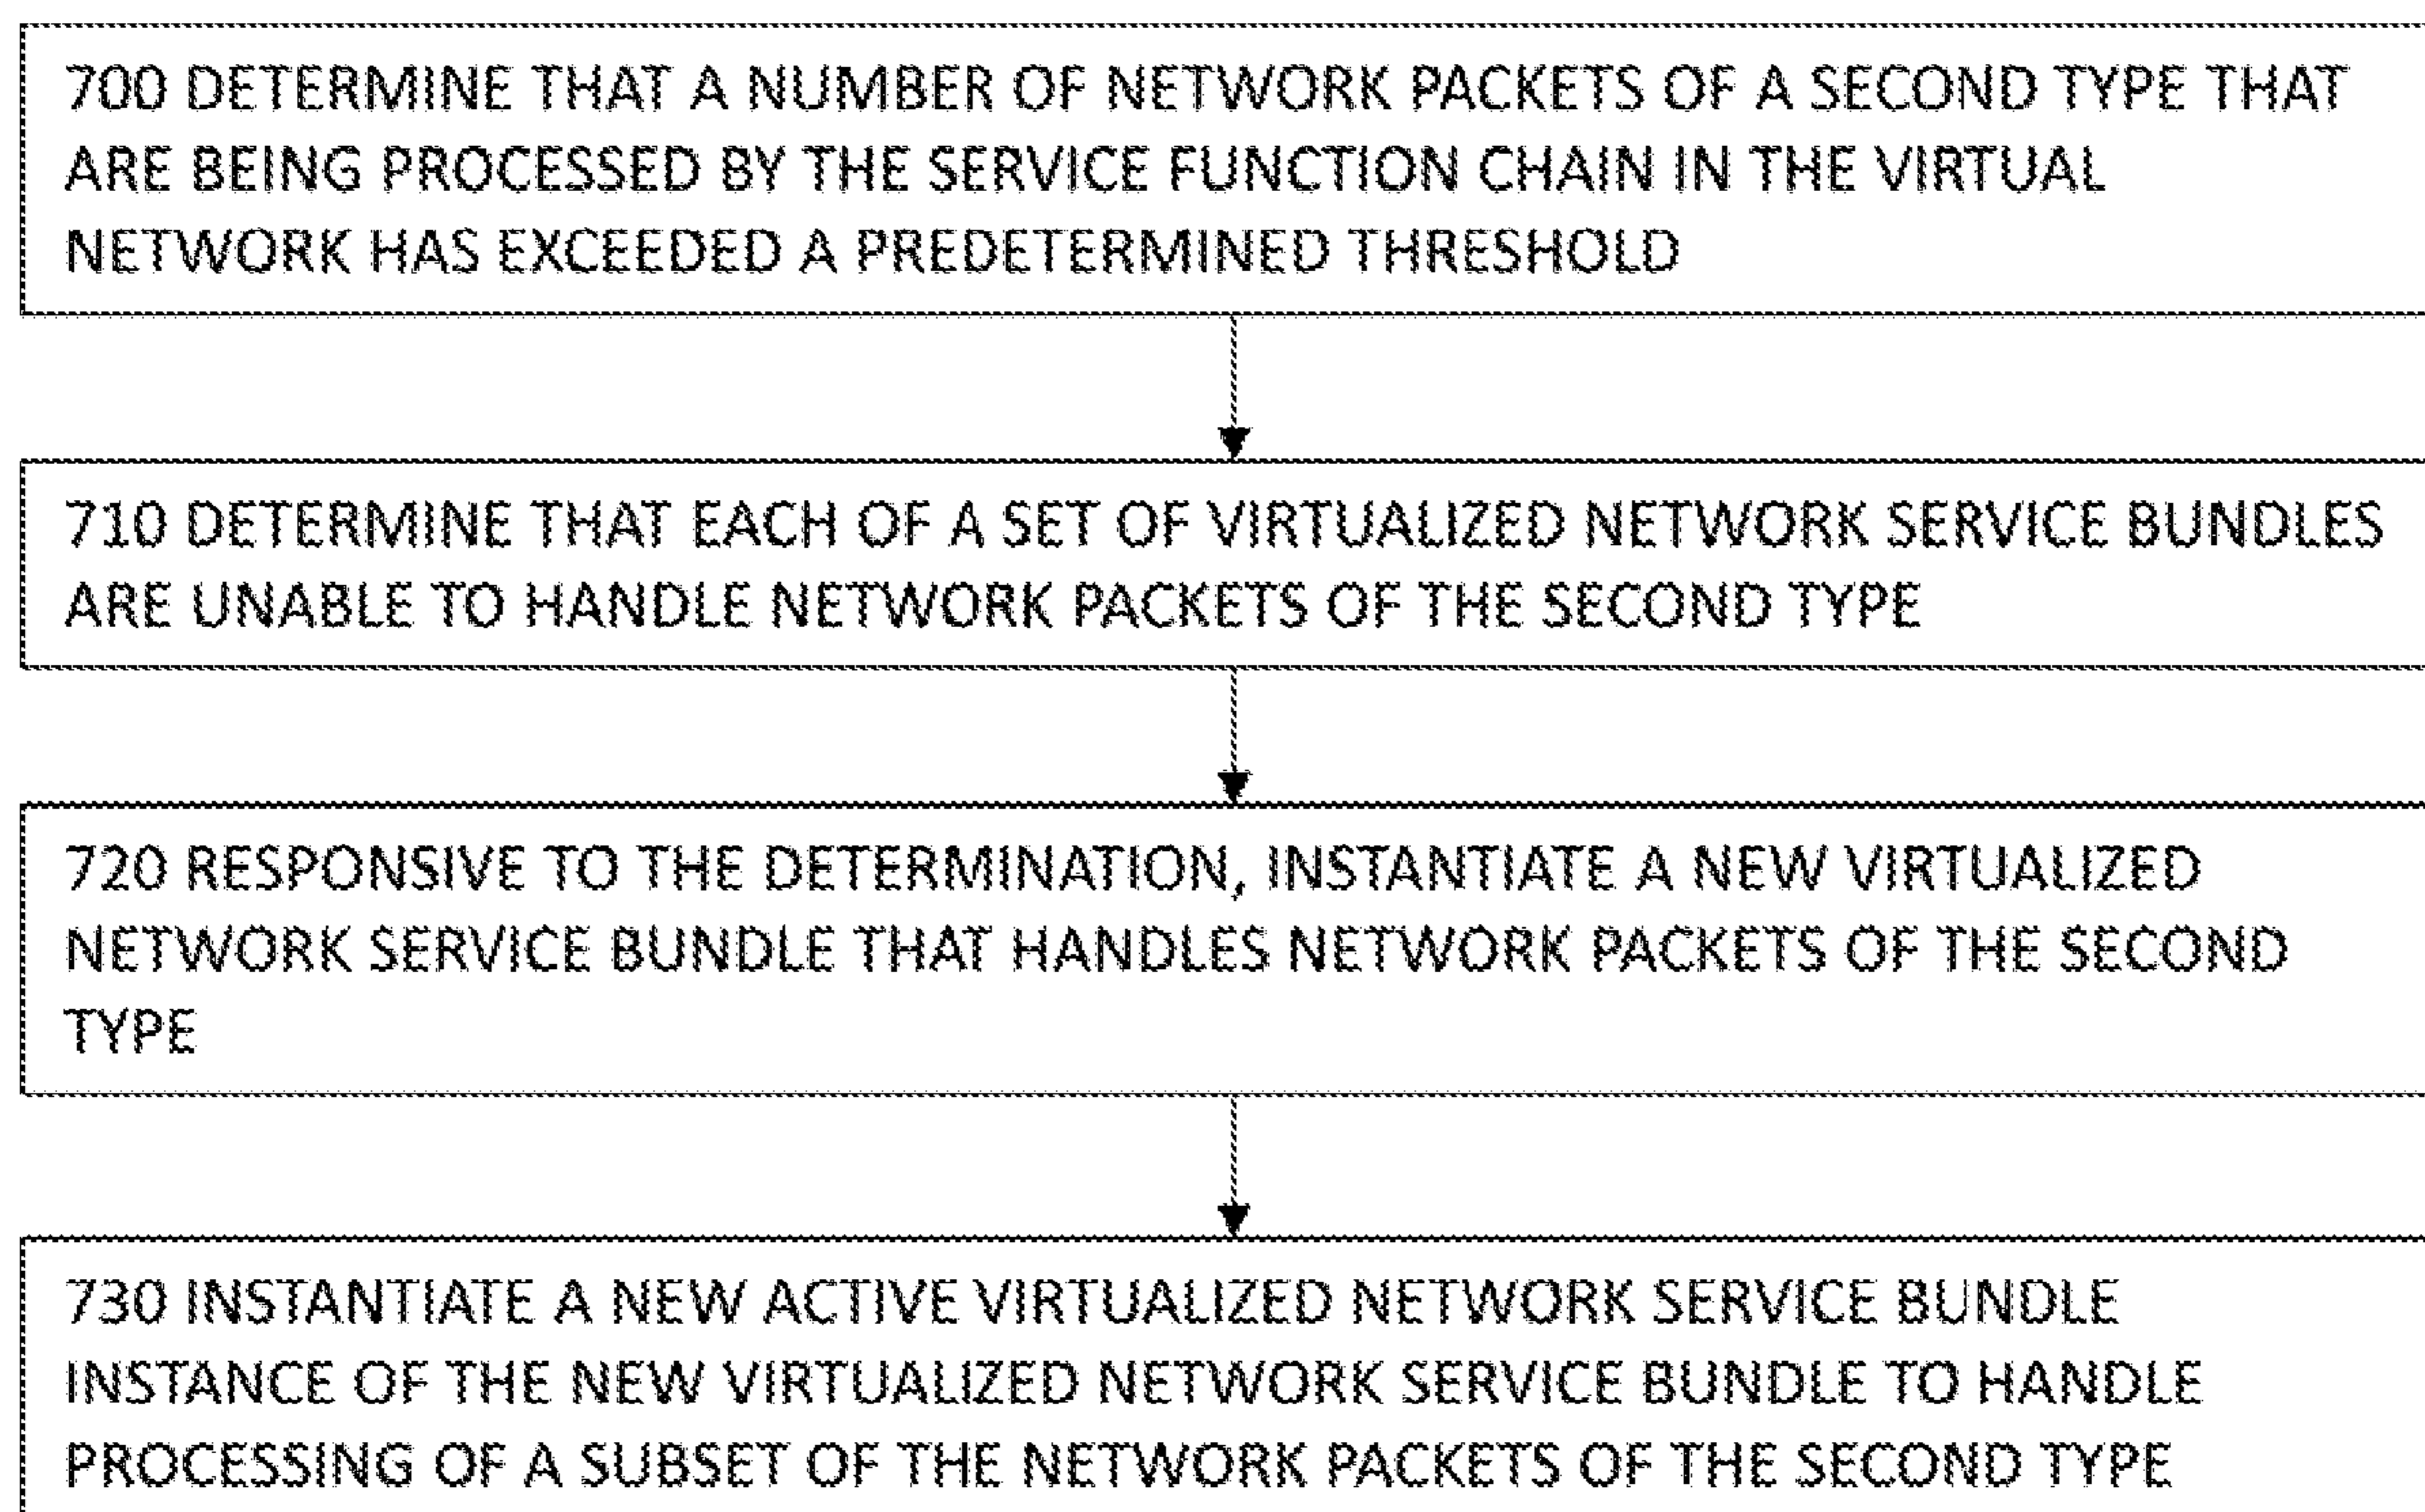 700 DETERMINE THAT A NUMBER OF NETWORK PACKETS OF A SECOND TYPE THAT
ARE BEING PROCESSED BY THE SERVICE FUNCTION CHAIN IN THE VIRTUAL
NETWORK HAS EXCEEDED A PREDETERMINED THRESHOLD
710 DETERMINE THAT EACH OF A SET OF VIRTUALIZED NETWORK SERVICE BUNDLES
ARE UNABLE TO HANDLE NETWORK PACKETS OF THE SECOND TYPE
720 RESPONSIVE TO THE DETERMINATION, INSTANTIATE A NEW VIRTUALIZED
NETWORK SERVICE BUNDLE THAT HANDLES NETWORK PACKETS OF THE SECOND
TYPE
730 INSTANTIATE A NEW ACTIVE VIRTUALIZED NETWORK SERVICE BUNDLE
INSTANCE OF THE NEW VIRTUALIZED NETWORK SERVICE BUNDLE TO HANDLE
PROCESSING OF A SUBSET OF THE NETWORK PACKETS OF THE SECOND TYPE